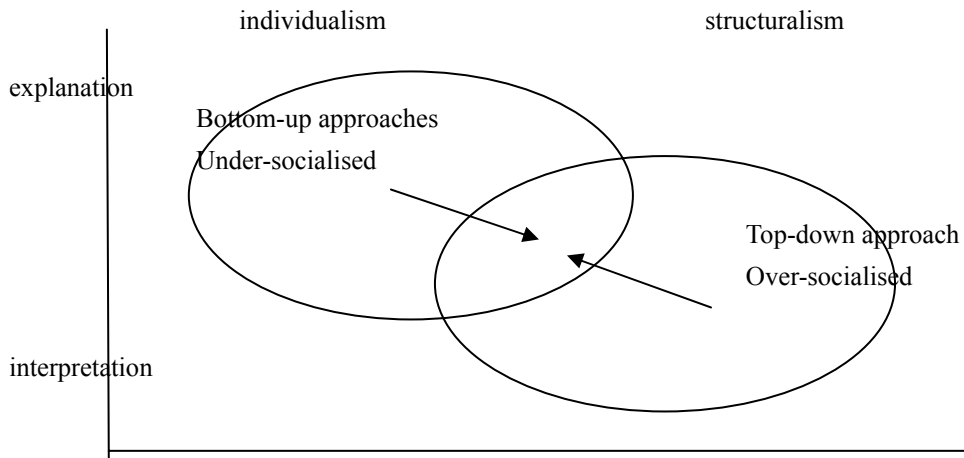 individualism
structuralism
explanation
Bottom-up approaches
Under-socialised
Top-down approach
Over-socialised
interpretation